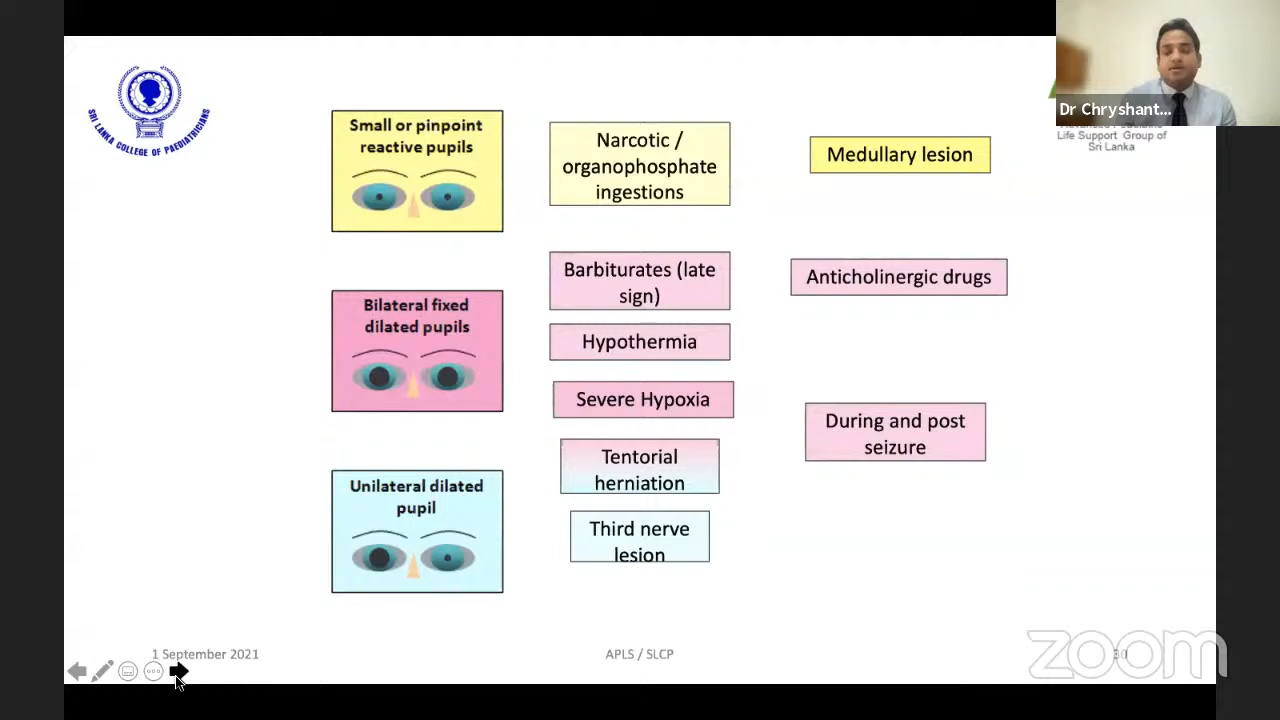 SRI LANKA COLLEGE OF PAEDIATRICIANS
Dr Chryshant...
Life Support Group of
Sri Lanka
Small or pinpoint
reactive pupils
Narcotic /
organophosphate
ingestions
Medullary lesion
Bilateral fixed
dilated pupils
Barbiturates (late
sign)
Anticholinergic drugs
Hypothermia
Severe Hypoxia
During and post
seizure
Tentorial
herniation
Unilateral dilated
pupil
Third nerve
lesion
1 September 2021
APLS / SLCP
30
zoom